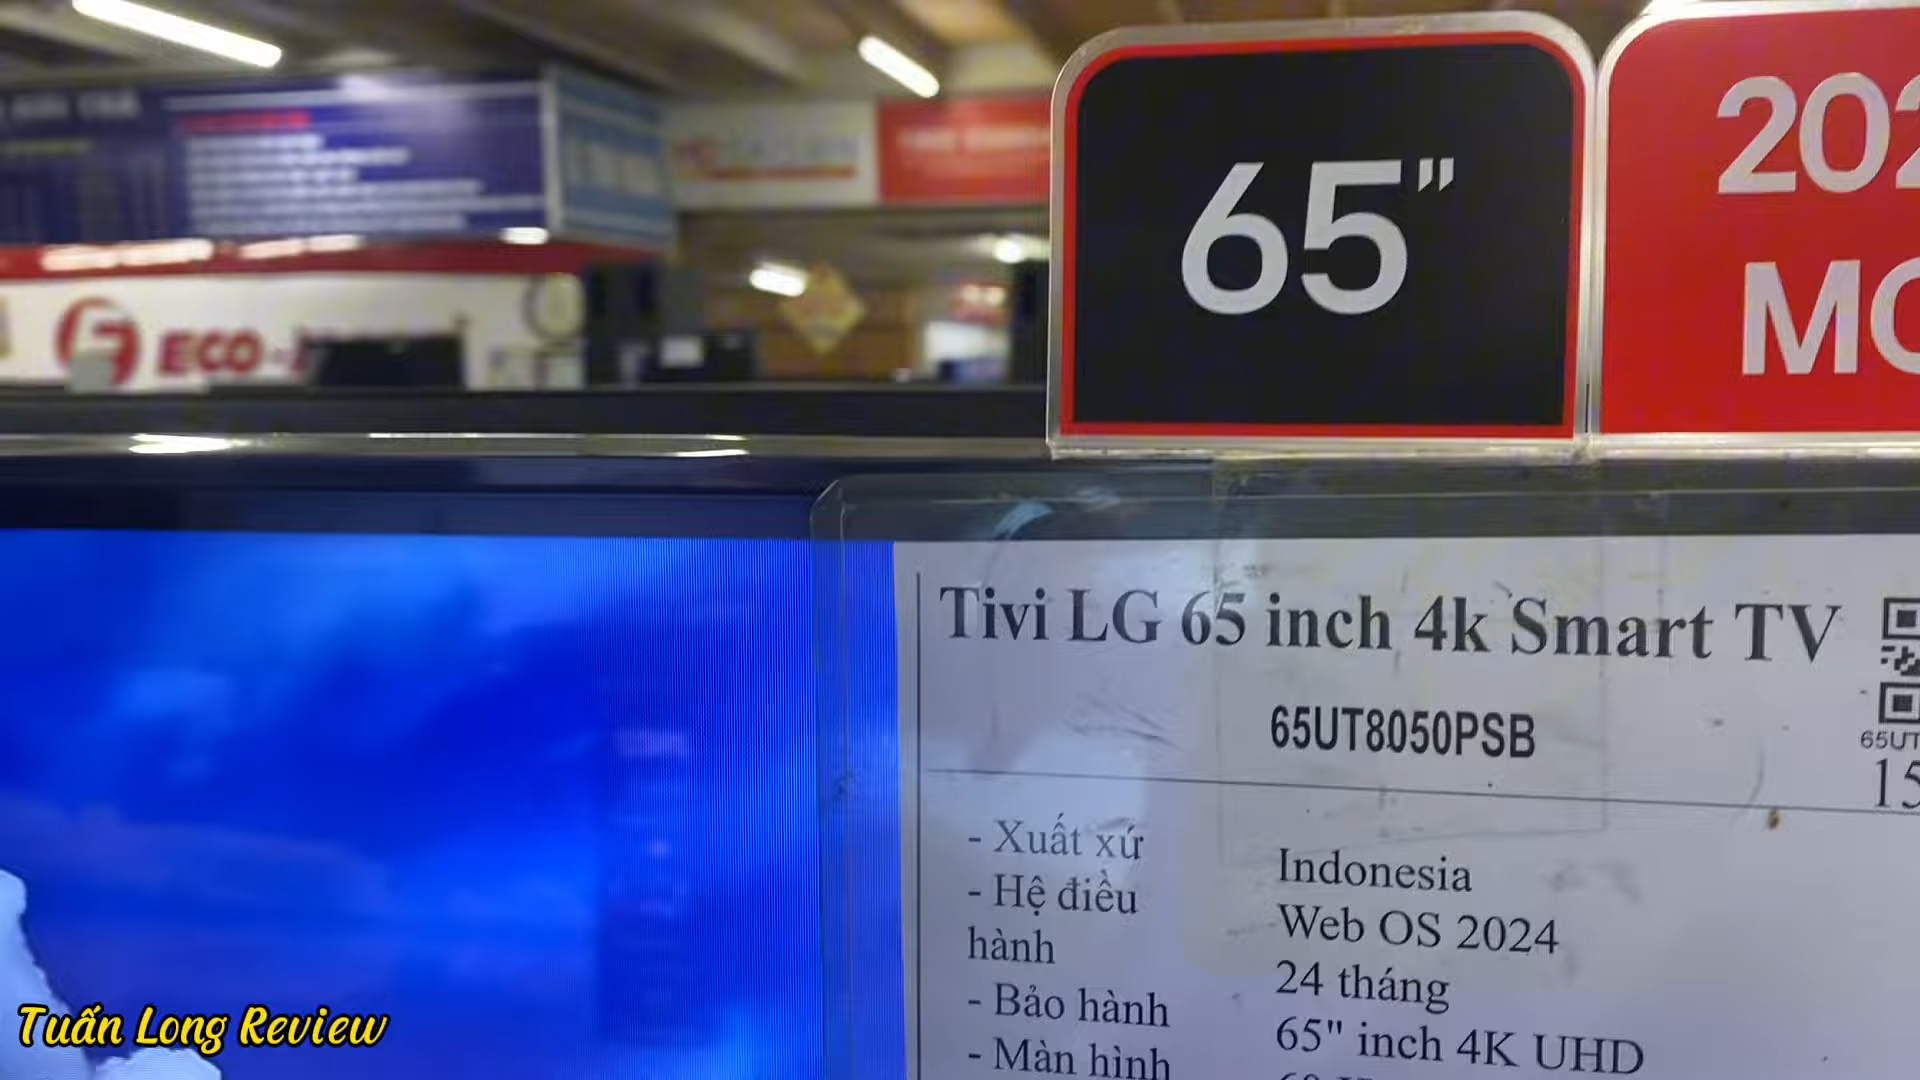 65"
202
MO
ECO-
Tivi LG 65 inch 4k Smart TV
65UT8050PSB
65UT
15
- Xuất xứ
Indonesia
- Hệ điều
hành
Web OS 2024
24 tháng
- Bảo hành
65" inch 4K UHD
- Màn hình
Tuấn Long Review